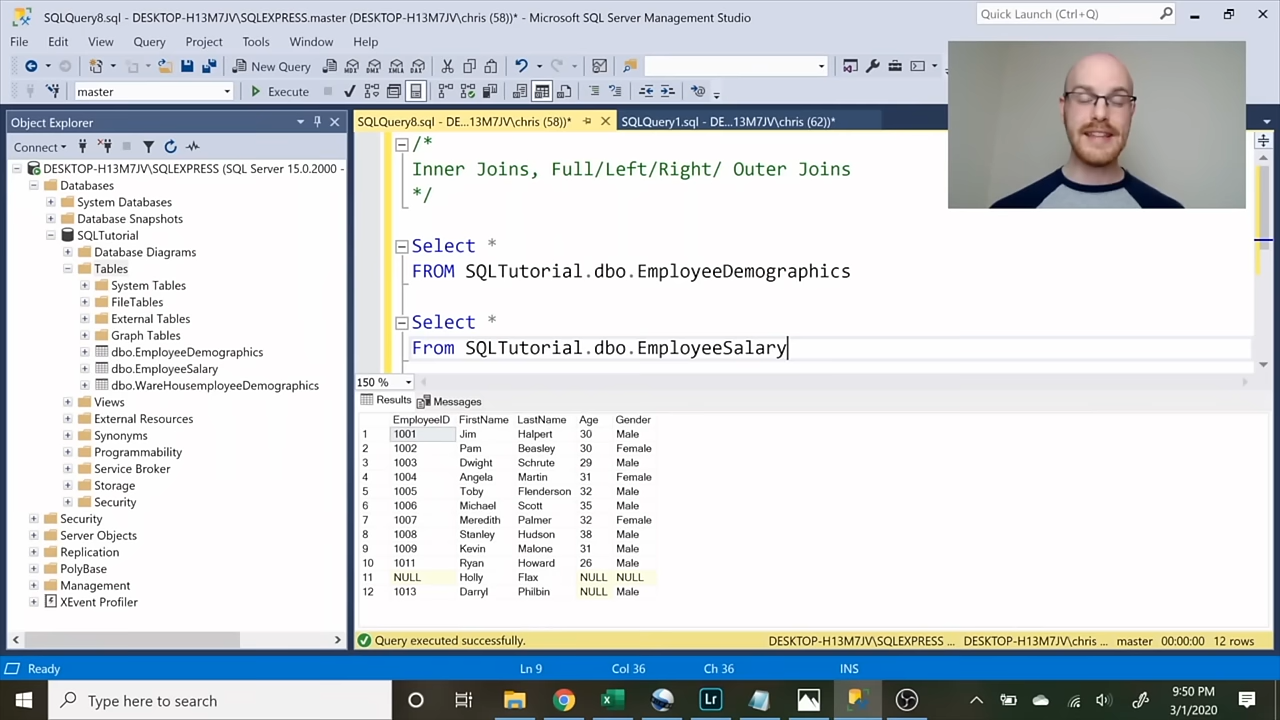 SQLQuery8.sql - DESKTOP-H13M7JV\SQLEXPRESS.master (DESKTOP-H13M7JV\chris (58))* - Microsoft SQL Server Management Studio
Quick Launch (Ctrl+Q)
File Edit View Query Project Tools Window Help
New Query
MDX DMX XMLA DAX
master
Execute
Object Explorer
Connect
DESKTOP-H13M7JV\SQLEXPRESS (SQL Server 15.0.2000 -
Databases
System Databases
Database Snapshots
SQLTutorial
Database Diagrams
Tables
System Tables
FileTables
External Tables
Graph Tables
dbo.EmployeeDemographics
dbo.EmployeeSalary
dbo.WareHousemployeeDemographics
Views
External Resources
Synonyms
Programmability
Service Broker
Storage
Security
Security
Server Objects
Replication
PolyBase
Management
XEvent Profiler
SQLQuery8.sql - DE...13M7JV\chris (58))*
SQLQuery1.sql - DE...13M7JV\chris (62))*
/*
Inner Joins, Full/Left/Right/ Outer Joins
*/
Select *
FROM SQLTutorial.dbo.EmployeeDemographics
Select *
From SQLTutorial.dbo.EmployeeSalary
150 %
Results Messages
EmployeeID FirstName LastName Age Gender
1 1001 Jim Halpert 30 Male
2 1002 Pam Beasley 30 Female
3 1003 Dwight Schrute 29 Male
4 1004 Angela Martin 31 Female
5 1005 Toby Flenderson 32 Male
6 1006 Michael Scott 35 Male
7 1007 Meredith Palmer 32 Female
8 1008 Stanley Hudson 38 Male
9 1009 Kevin Malone 31 Male
10 1011 Ryan Howard 26 Male
11 NULL Holly Flax NULL NULL
12 1013 Darryl Philbin NULL Male
Query executed successfully.
DESKTOP-H13M7JV\SQLEXPRESS ... DESKTOP-H13M7JV\chris ... master 00:00:00 12 rows
Ready Ln 9 Col 36 Ch 36 INS
Type here to search
Lr
9:50 PM
3/1/2020